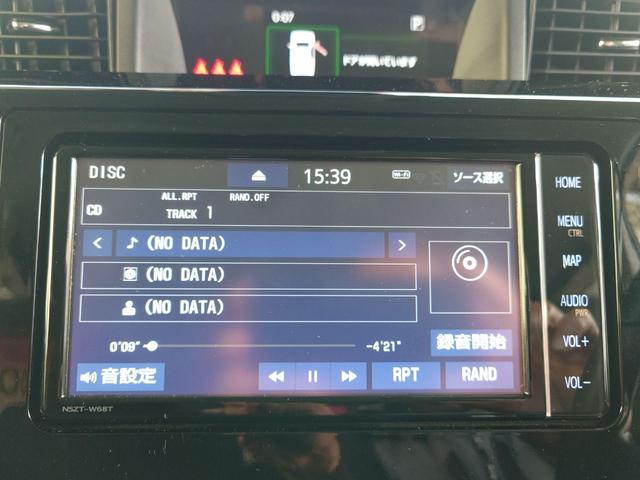 0:07
P
ドアが開いています
DISC
15:39
Wi-Fi
ソース選択
ALL.RPT
RAND.OFF
CD
TRACK 1
(NO DATA)
(NO DATA)
(NO DATA)
0'09"
-4'21"
録音開始
音設定
RPT
RAND
NSZT-W68T
HOME
MENU
CTRL
MAP
AUDIO
PWR
VOL+
VOL-